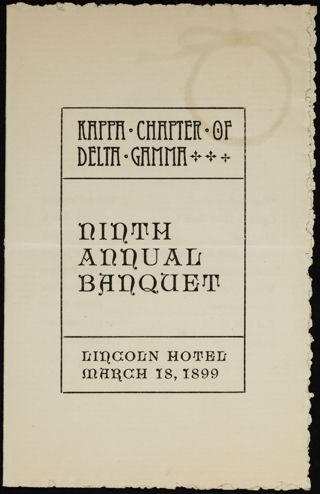 KAPPA · CHAPTER · OF
DELTA · GAMMA +++
NINTH
ANNUAL
BANQUET
LINCOLN HOTEL
MARCH 18, 1899